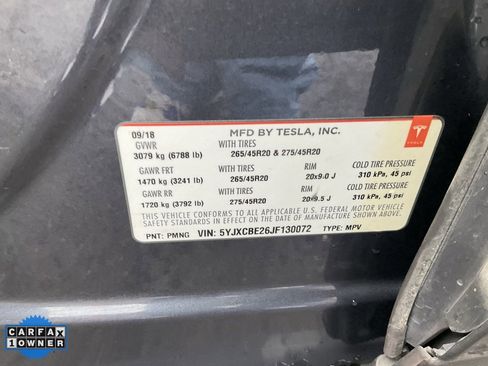 09/18 MFD BY TESLA, INC. TESLA
GVWR WITH TIRES
3079 kg (6788 lb) 265/45R20 & 275/45R20
GAWR FRT WITH TIRES RIM COLD TIRE PRESSURE
1470 kg (3241 lb) 265/45R20 20x9.0 J 310 kPa, 45 psi
GAWR RR WITH TIRES RIM COLD TIRE PRESSURE
1720 kg (3792 lb) 275/45R20 20x9.5 J 310 kPa, 45 psi
THIS VEHICLE CONFORMS TO ALL APPLICABLE U.S. FEDERAL MOTOR VEHICLE
SAFETY STANDARDS IN EFFECT ON THE DATE OF MANUFACTURE SHOWN ABOVE.
PNT: PMNG VIN: 5YJXCBE26JF130072 TYPE: MPV
CARFAX
1 OWNER